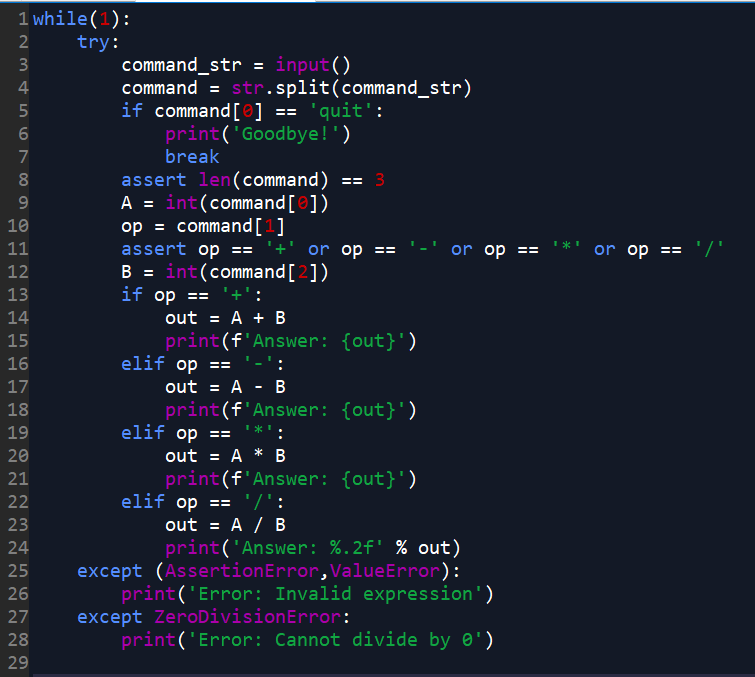 1 while(1):
2     try:
3         command_str = input()
4         command = str.split(command_str)
5         if command[0] == 'quit':
6             print('Goodbye!')
7             break
8         assert len(command) == 3
9         A = int(command[0])
10         op = command[1]
11         assert op == '+' or op == '-' or op == '*' or op == '/'
12         B = int(command[2])
13         if op == '+':
14             out = A + B
15             print(f'Answer: {out}')
16         elif op == '-':
17             out = A - B
18             print(f'Answer: {out}')
19         elif op == '*':
20             out = A * B
21             print(f'Answer: {out}')
22         elif op == '/':
23             out = A / B
24             print('Answer: %.2f' % out)
25     except (AssertionError,ValueError):
26         print('Error: Invalid expression')
27     except ZeroDivisionError:
28         print('Error: Cannot divide by 0')
29